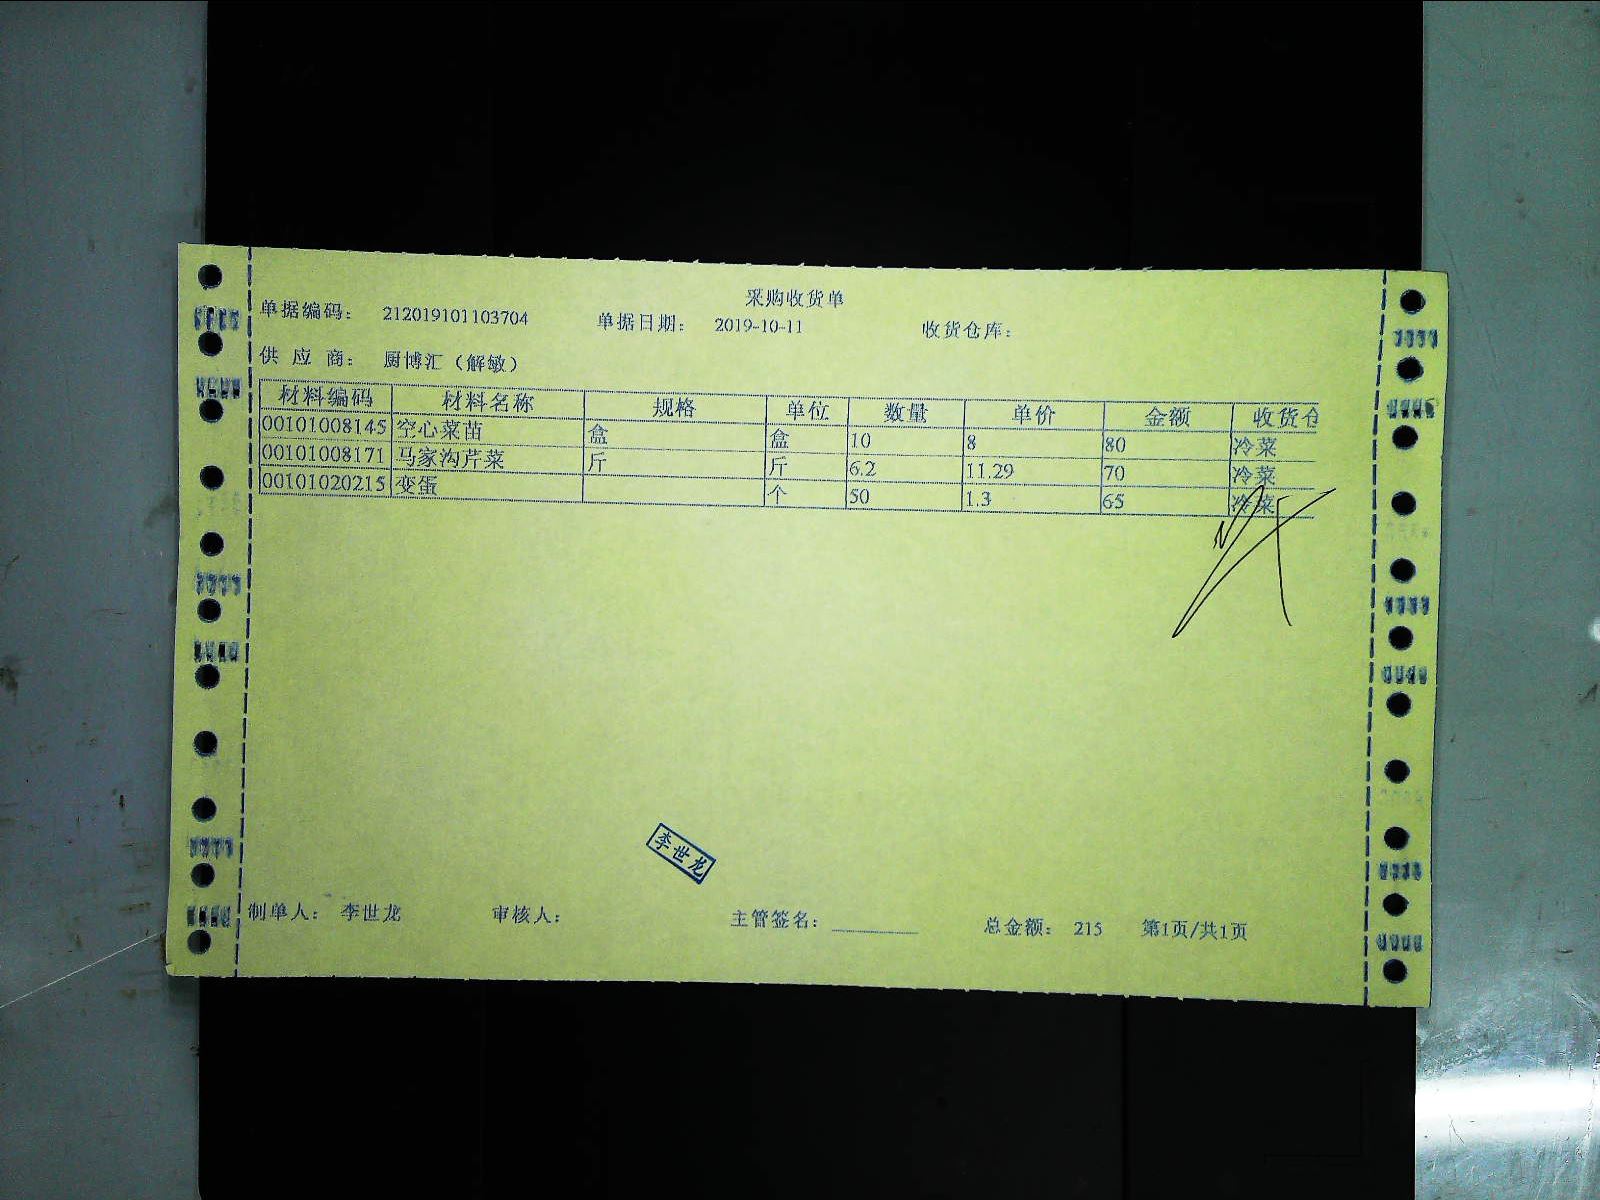 采购收货单
单据编码： 212019101103704 单据日期： 2019-10-11 收货仓库：
供 应 商： 厨博汇（解敏）
材料编码 材料名称 规格 单位 数量 单价 金额 收货仓
00101008145 空心菜苗 盒 盒 10 8 80 冷菜
00101008171 马家沟芹菜 斤 斤 6.2 11.29 70 冷菜
00101020215 变蛋 个 50 1.3 65 冷菜
李世龙
制单人： 李世龙 审核人： 主管签名： 总金额： 215 第1页/共1页